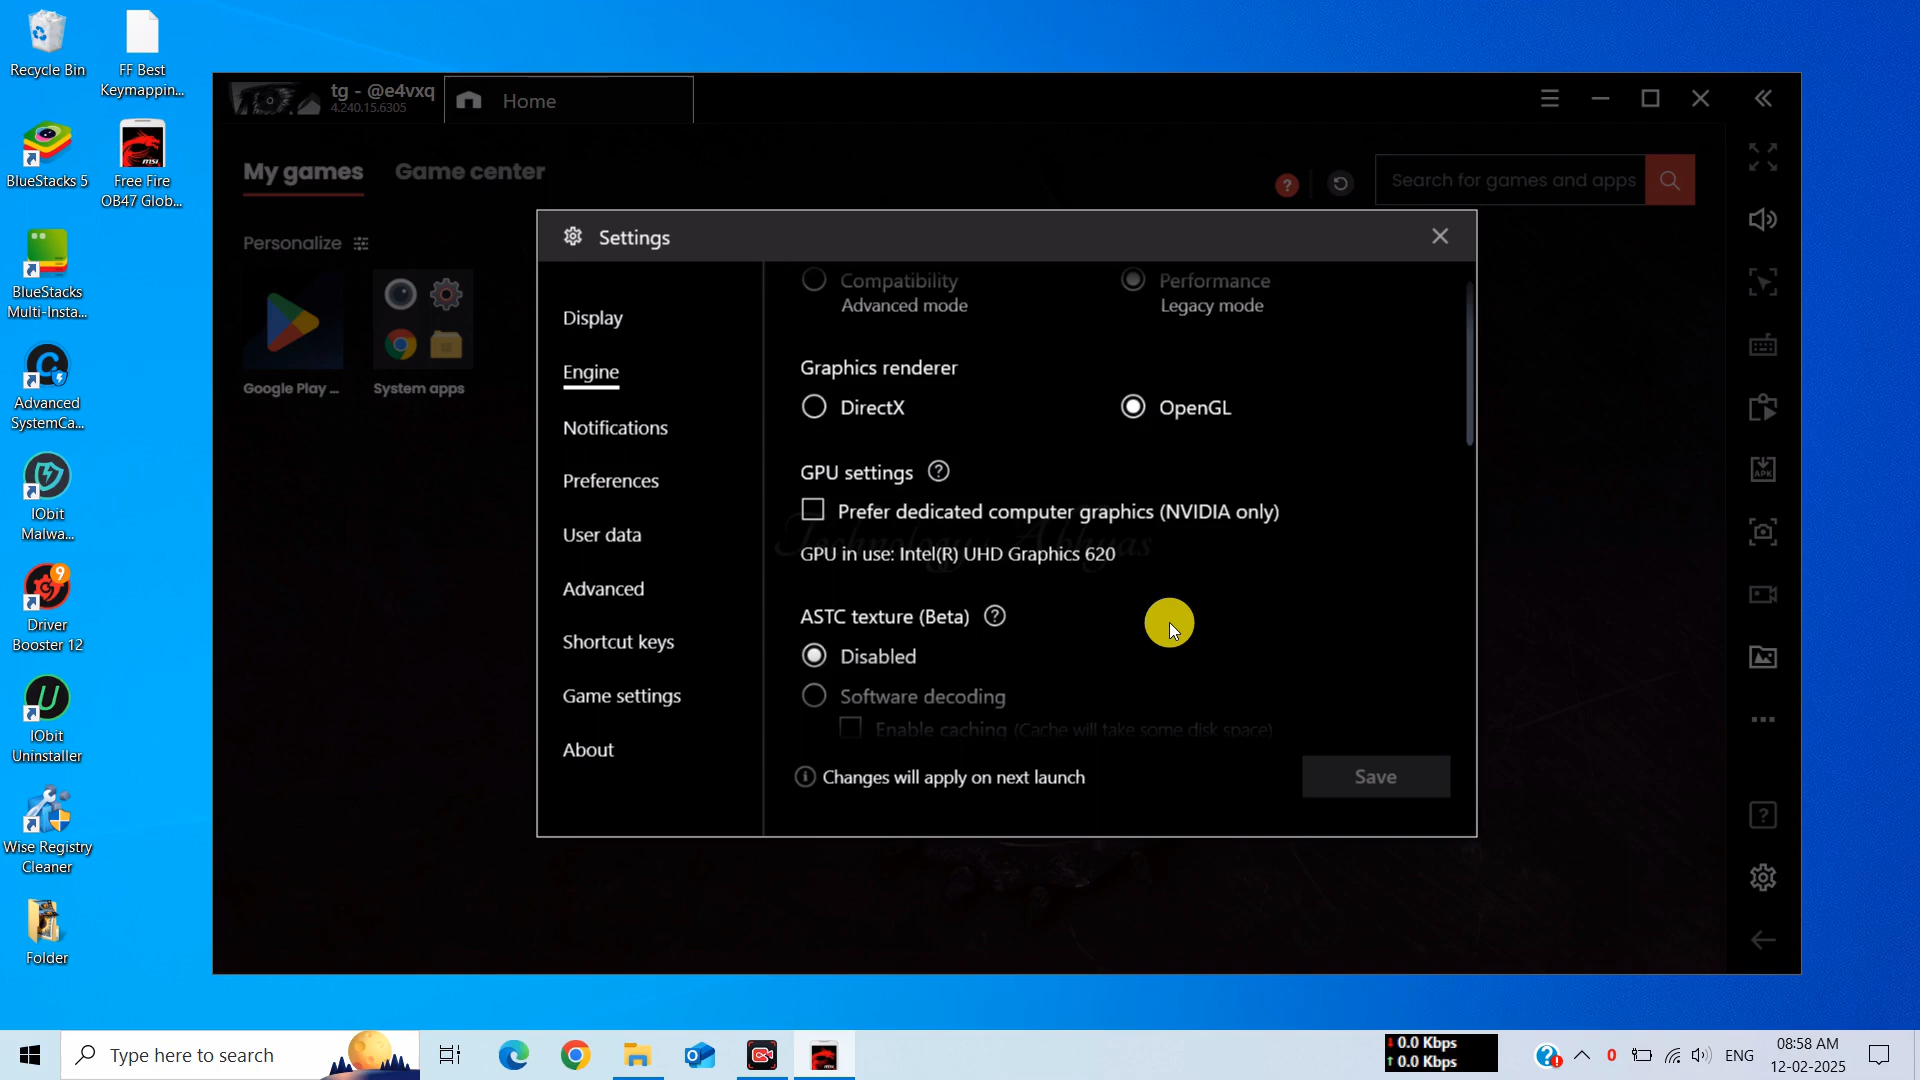 Recycle Bin
FF Best
Keymappin...
BlueStacks 5
Free Fire
OB47 Glob...
msi
BlueStacks
Multi-Insta...
Advanced
SystemCa...
IObit
Malwa...
9
Driver
Booster 12
IObit
Uninstaller
Wise Registry
Cleaner
Folder
tg - @e4vxq
4.240.15.6305
Home
My games
Game center
Search for games and apps
Personalize
Google Play ...
System apps
Settings
Display
Engine
Notifications
Preferences
User data
Advanced
Shortcut keys
Game settings
About
Compatibility
Advanced mode
Performance
Legacy mode
Graphics renderer
DirectX
OpenGL
GPU settings
Prefer dedicated computer graphics (NVIDIA only)
Technology Abhyas
GPU in use: Intel(R) UHD Graphics 620
ASTC texture (Beta)
Disabled
Software decoding
Enable caching (Cache will take some disk space)
Changes will apply on next launch
Save
APK
Type here to search
0.0 Kbps
0.0 Kbps
0
ENG
08:58 AM
12-02-2025